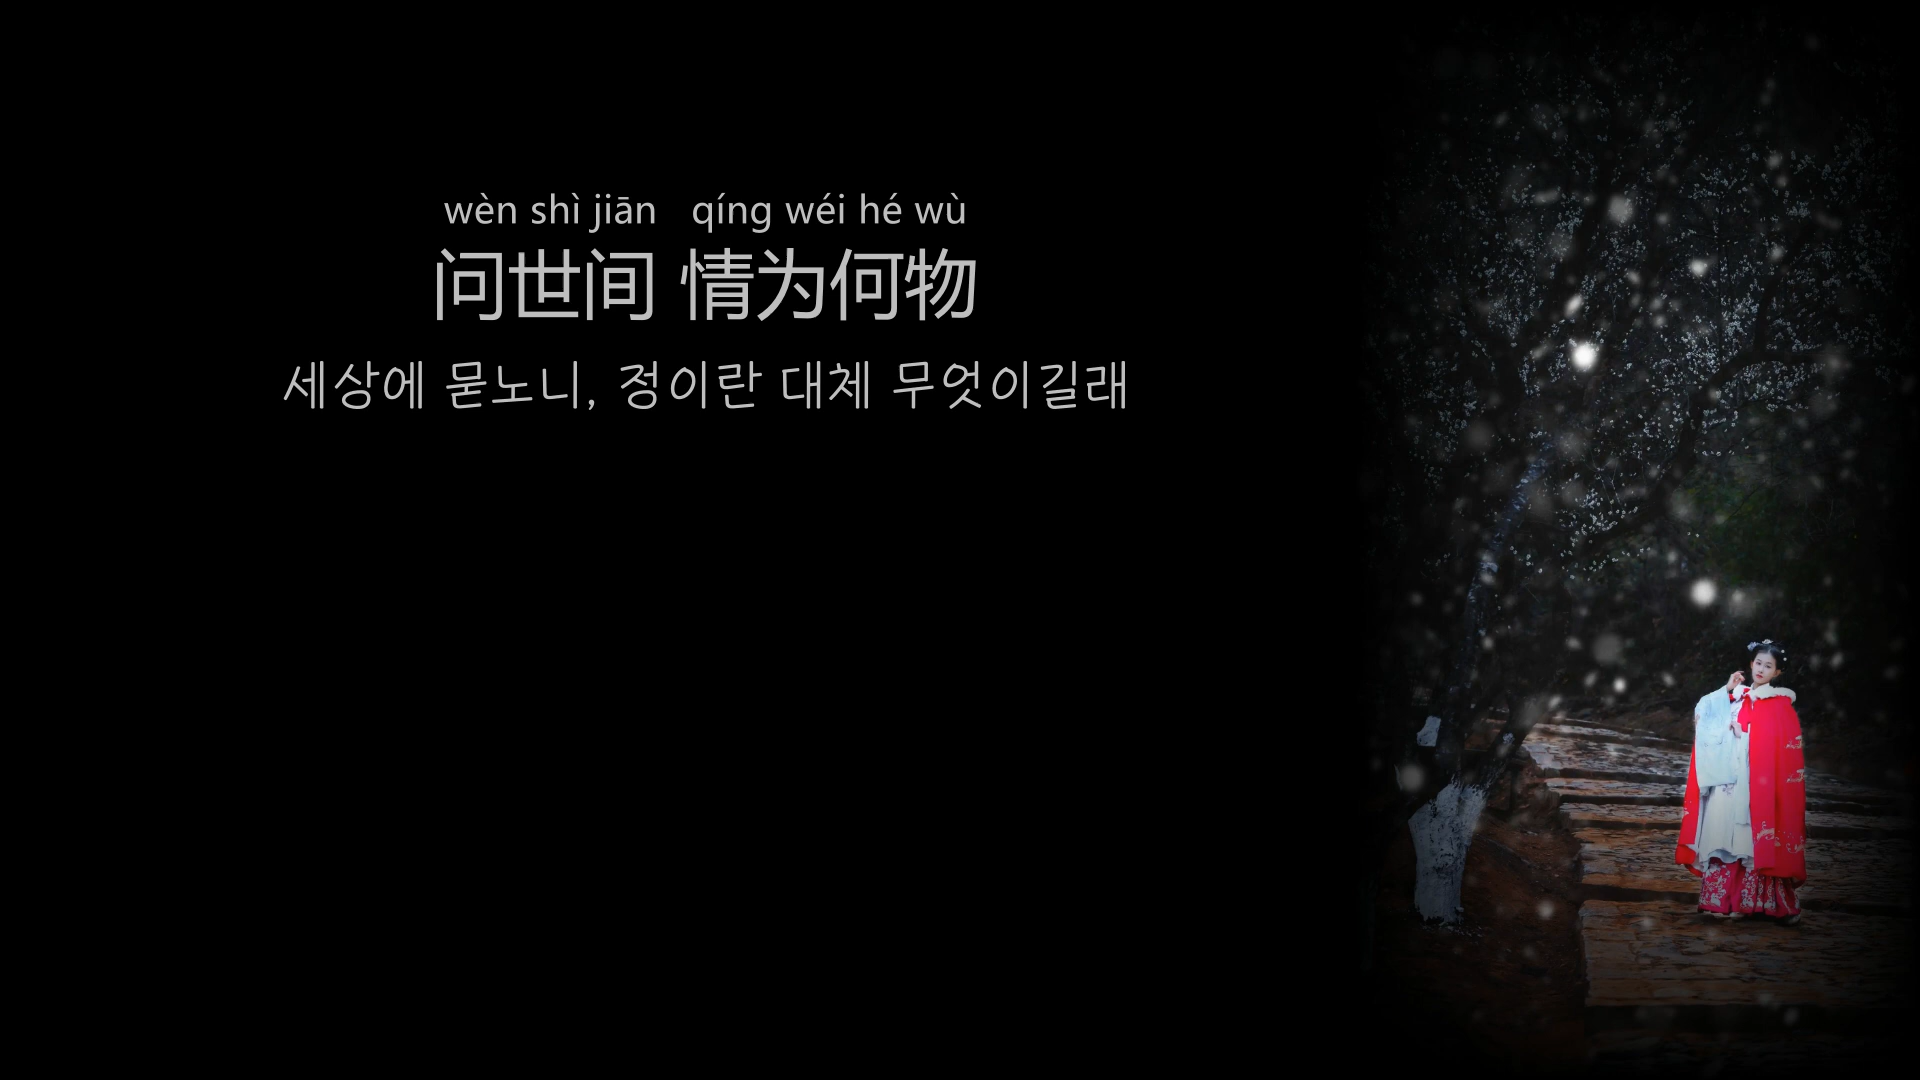 wèn shì jiān qíng wéi hé wù
问世间 情为何物
세상에 묻노니, 정이란 대체 무엇이길래